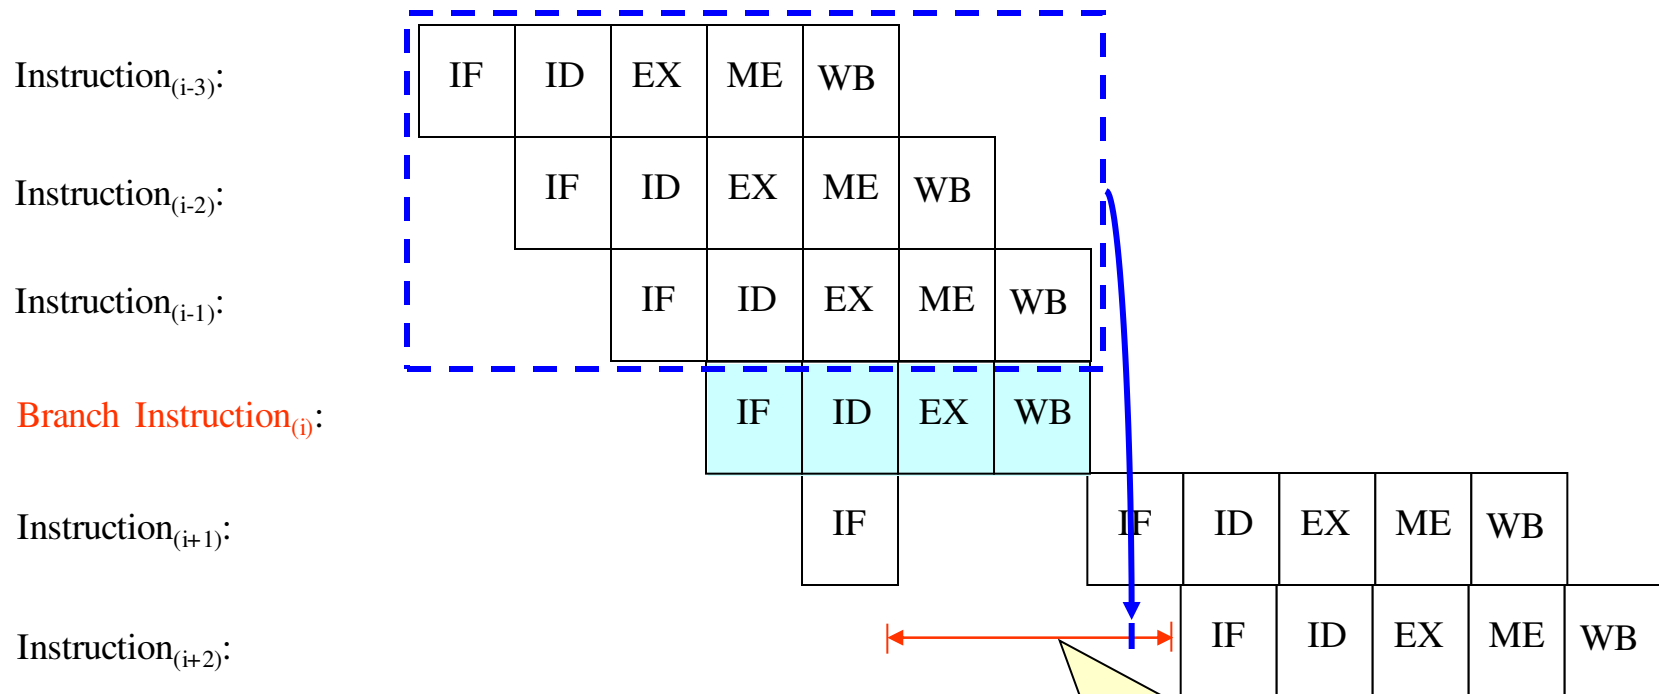 Instruction(i-3): IF ID EX ME WB
Instruction(i-2): IF ID EX ME WB
Instruction(i-1): IF ID EX ME WB
Branch Instruction(i): IF ID EX WB
Instruction(i+1): IF IF ID EX ME WB
Instruction(i+2): IF ID EX ME WB